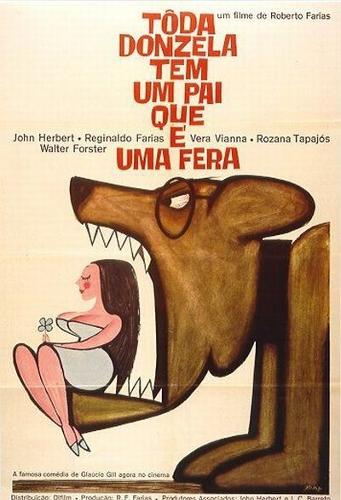 TÔDA
um filme de Roberto Farias
DONZELA
TEM
UM PAI
QUE
É
UMA FERA
John Herbert • Reginaldo Farias • Vera Vianna • Rozana Tapajós
Walter Forster
A famosa comédia de Glaucio Gill agora no cinema
Distribuição: Difilm • Produção: R. F. Farias • Produtores Associados: John Herbert e L. C. Barreto